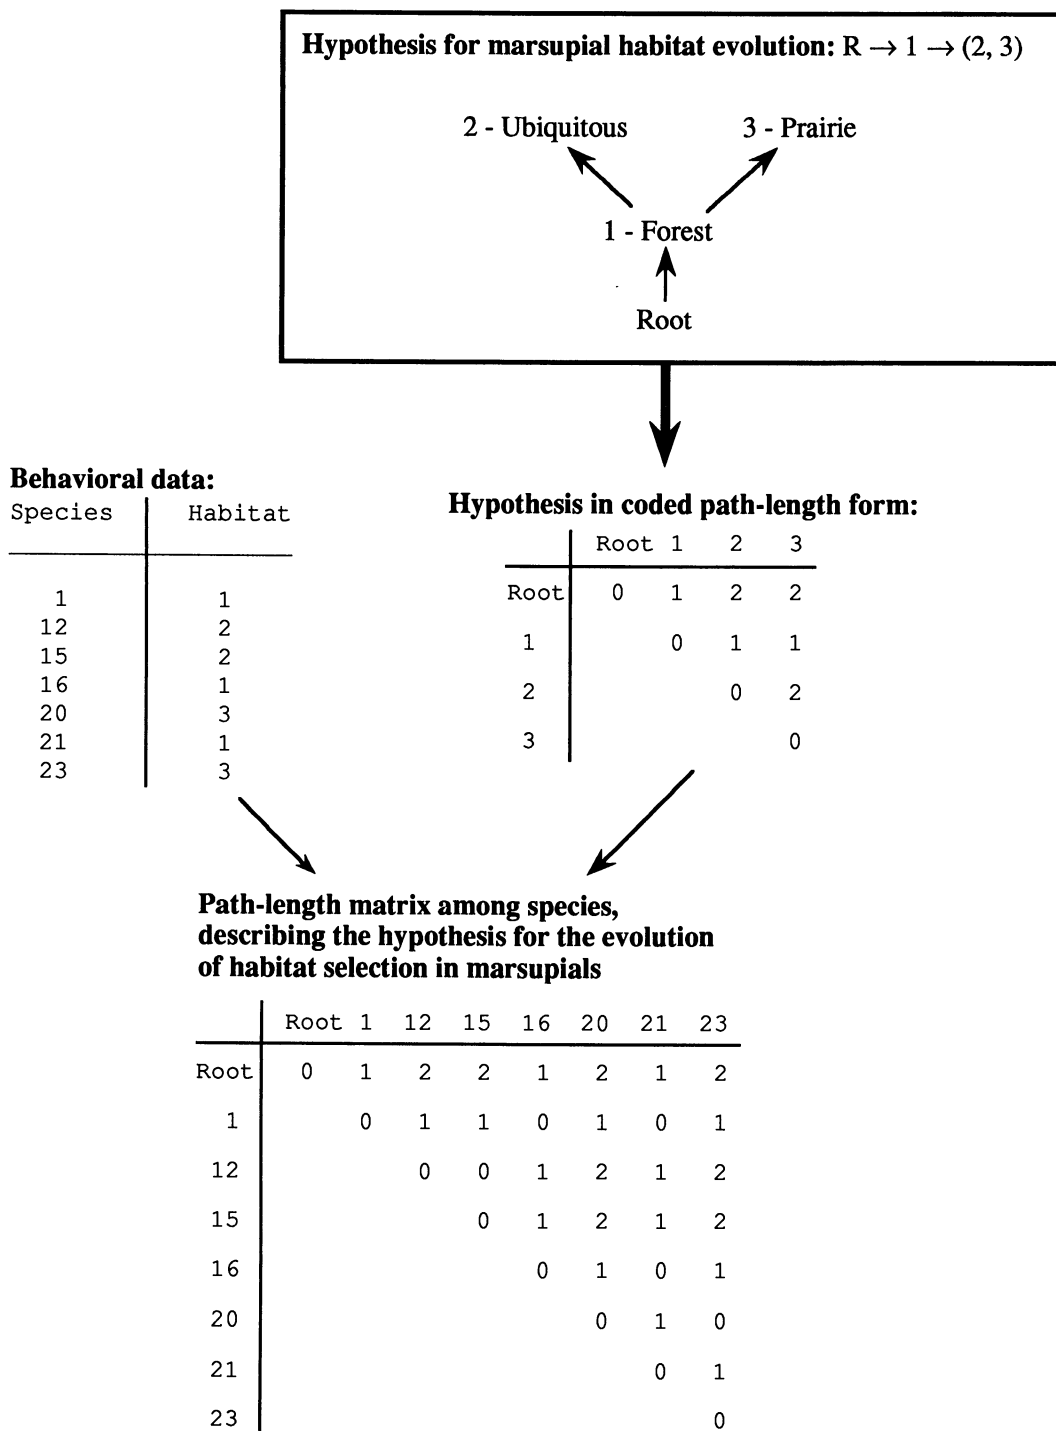 Hypothesis for marsupial habitat evolution: R → 1 → (2, 3)
2 - Ubiquitous 3 - Prairie
1 - Forest
Root
Behavioral data:
Species Habitat
1 1
12 2
15 2
16 1
20 3
21 1
23 3
Hypothesis in coded path-length form:
Root 1 2 3
Root 0 1 2 2
1 0 1 1
2 0 2
3 0
Path-length matrix among species,
describing the hypothesis for the evolution
of habitat selection in marsupials
Root 1 12 15 16 20 21 23
Root 0 1 2 2 1 2 1 2
1 0 1 1 0 1 0 1
12 0 0 1 2 1 2
15 0 1 2 1 2
16 0 1 0 1
20 0 1 0
21 0 1
23 0